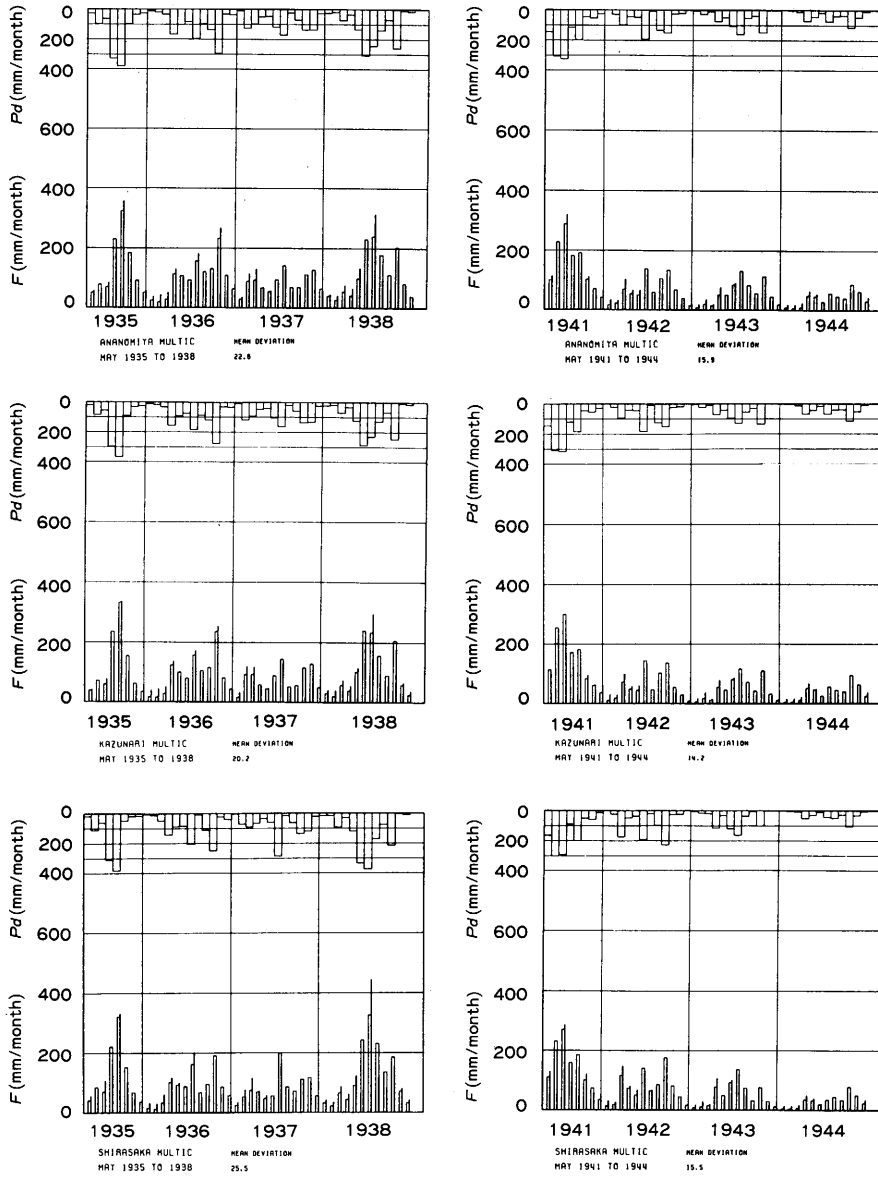 0
200
400
600
400
200
0
Pd (mm/month)
F (mm/month)
1935 1936 1937 1938
ANANOMIYA MULTIC MEAN DEVIATION
MAY 1935 TO 1938 22.8
0
200
400
600
400
200
0
Pd (mm/month)
F (mm/month)
1941 1942 1943 1944
ANANOMIYA MULTIC MEAN DEVIATION
MAY 1941 TO 1944 15.9
0
200
400
600
400
200
0
Pd (mm/month)
F (mm/month)
1935 1936 1937 1938
KAZUNARI MULTIC MEAN DEVIATION
MAY 1935 TO 1938 20.2
0
200
400
600
400
200
0
Pd (mm/month)
F (mm/month)
1941 1942 1943 1944
KAZUNARI MULTIC MEAN DEVIATION
MAY 1941 TO 1944 14.2
0
200
400
600
400
200
0
Pd (mm/month)
F (mm/month)
1935 1936 1937 1938
SHIRASAKA MULTIC MEAN DEVIATION
MAY 1935 TO 1938 25.5
0
200
400
600
400
200
0
Pd (mm/month)
F (mm/month)
1941 1942 1943 1944
SHIRASAKA MULTIC MEAN DEVIATION
MAY 1941 TO 1944 15.5